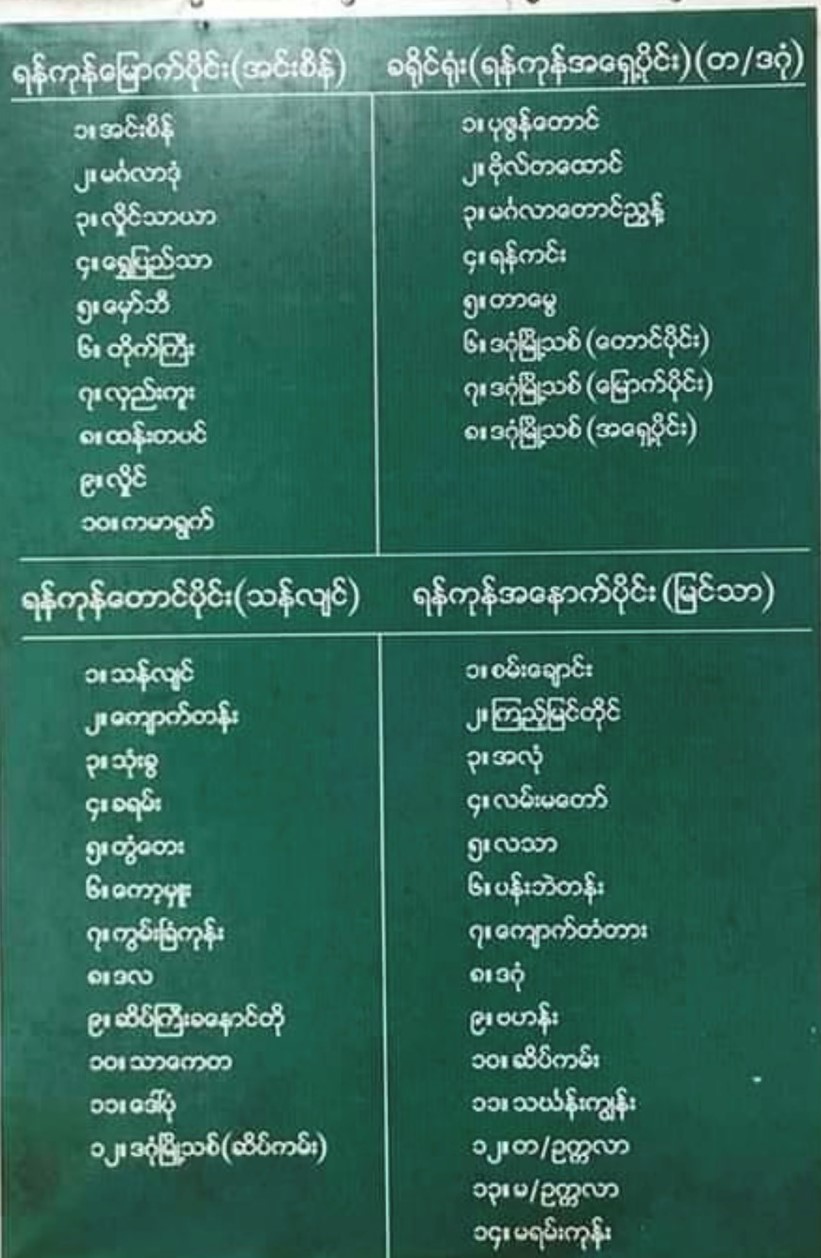 ရန်ကုန်မြောက်ပိုင်း(အင်းစိန်)
၁။ အင်းစိန်
၂။ မင်္ဂလာဒုံ
၃။ လှိုင်သာယာ
၄။ ရွှေပြည်သာ
၅။ မှော်ဘီ
၆။ တိုက်ကြီး
၇။ လှည်းကူး
၈။ ထန်းတပင်
၉။ လှိုင်
၁၀။ ကမာရွတ်
ခရိုင်ရုံး(ရန်ကုန်အရှေ့ပိုင်း)(တ/ဒဂုံ)
၁။ ပုဇွန်တောင်
၂။ ဗိုလ်တထောင်
၃။ မင်္ဂလာတောင်ညွှန့်
၄။ ရန်ကင်း
၅။ တာမွေ
၆။ ဒဂုံမြို့သစ်(တောင်ပိုင်း)
၇။ ဒဂုံမြို့သစ်(မြောက်ပိုင်း)
၈။ ဒဂုံမြို့သစ်(အရှေ့ပိုင်း)
ရန်ကုန်တောင်ပိုင်း(သန်လျင်)
၁။ သန်လျင်
၂။ ကျောက်တန်း
၃။ သုံးခွ
၄။ ခရမ်း
၅။ တွံတေး
၆။ ကော့မှူး
၇။ ကွမ်းခြံကုန်း
၈။ ဒလ
၉။ ဆိပ်ကြီးခနောင်တို
၁၀။ သာကေတ
၁၁။ ဒေါပုံ
၁၂။ ဒဂုံမြို့သစ်(ဆိပ်ကမ်း)
ရန်ကုန်အနောက်ပိုင်း(မြင်သာ)
၁။ စမ်းချောင်း
၂။ ကြည့်မြင်တိုင်
၃။ အလုံ
၄။ လမ်းမတော်
၅။ လသာ
၆။ ပန်းဘဲတန်း
၇။ ကျောက်တံတား
၈။ ဒဂုံ
၉။ ဗဟန်း
၁၀။ ဆိပ်ကမ်း
၁၁။ သင်္ဃန်းကျွန်း
၁၂။ တ/ဥက္ကလာ
၁၃။ မ/ဥက္ကလာ
၁၄။ မရမ်းကုန်း